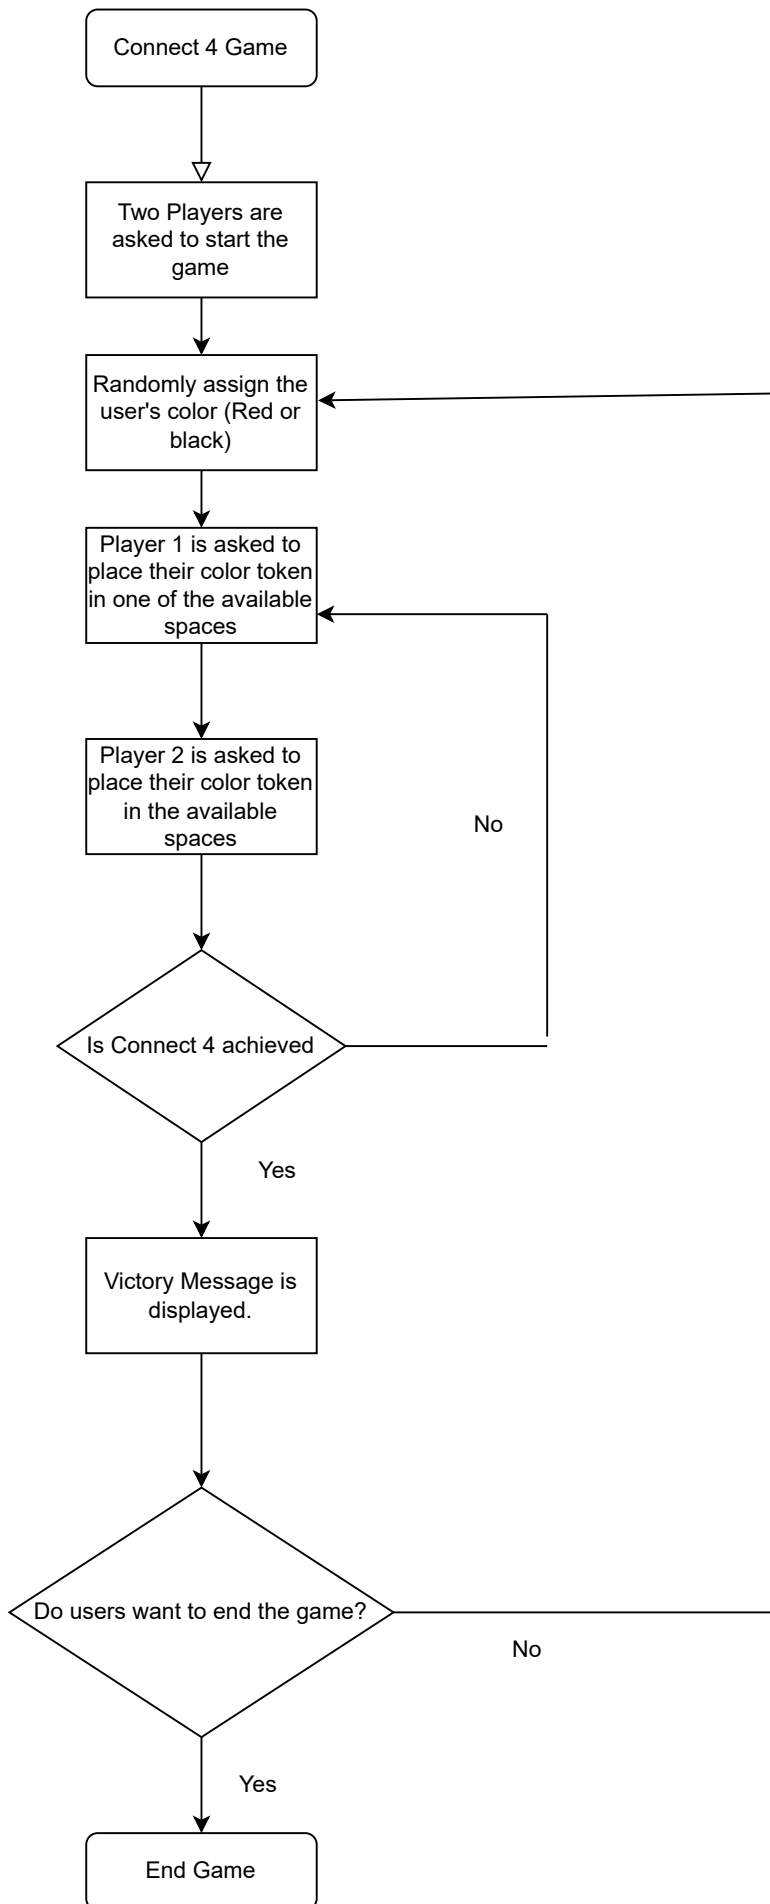 Connect 4 Game
Two Players are
asked to start the
game
Randomly assign the
user's color (Red or
black)
Player 1 is asked to
place their color token
in one of the available
spaces
Player 2 is asked to
place their color token
in the available
spaces
No
Is Connect 4 achieved
Yes
Victory Message is
displayed.
Do users want to end the game?
No
Yes
End Game